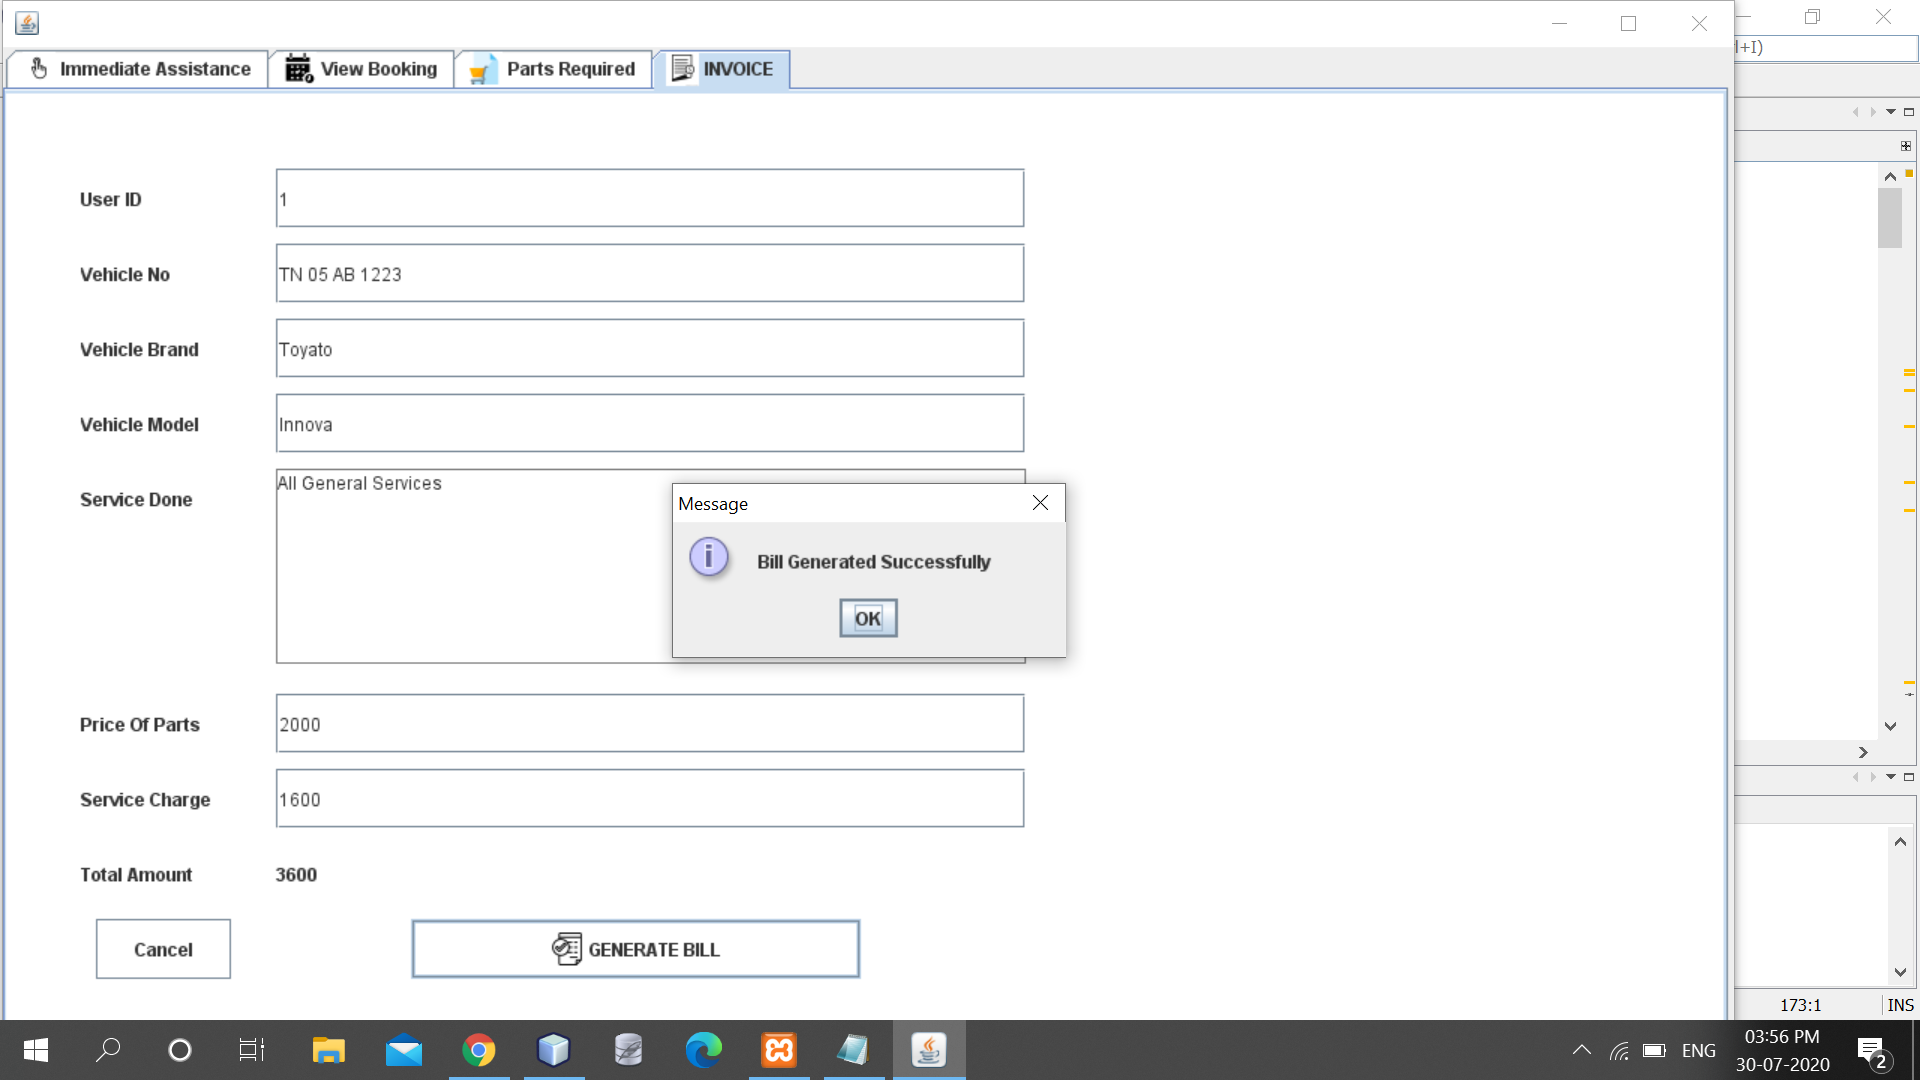 l+I)
Immediate Assistance
View Booking
Parts Required
INVOICE
User ID
1
Vehicle No
TN 05 AB 1223
Vehicle Brand
Toyato
Vehicle Model
Innova
Service Done
All General Services
Message
Bill Generated Successfully
OK
Price Of Parts
2000
Service Charge
1600
Total Amount
3600
Cancel
GENERATE BILL
173:1
INS
ENG
03:56 PM
30-07-2020
2